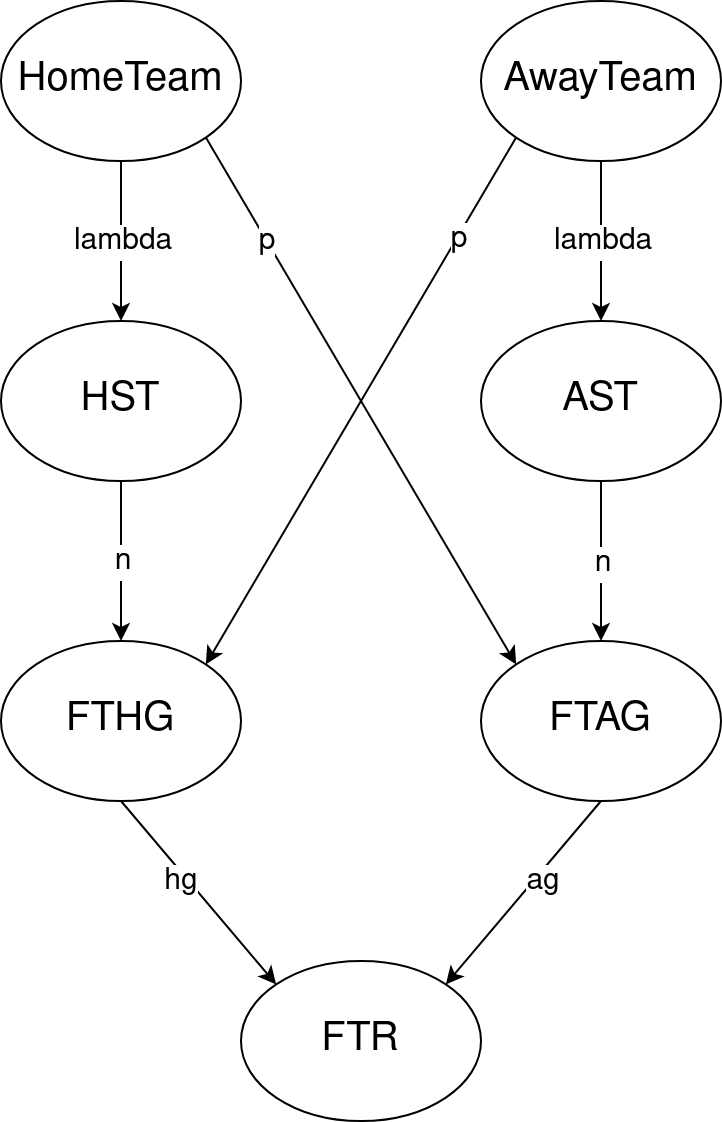 HomeTeam
AwayTeam
lambda
p
p
lambda
HST
AST
n
n
FTHG
FTAG
hg
ag
FTR